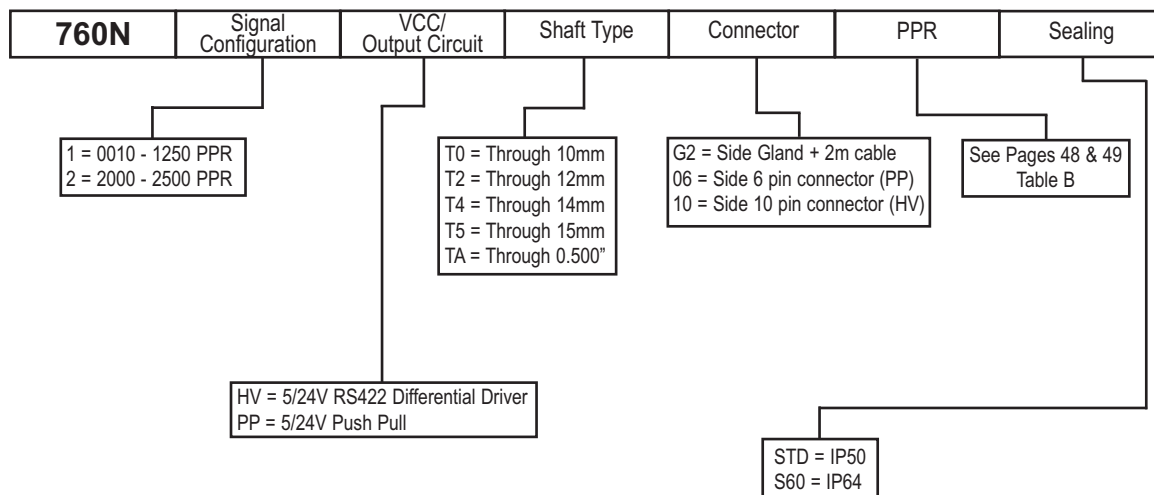 760N
Signal
Configuration
VCC/
Output Circuit
Shaft Type
Connector
PPR
Sealing
1 = 0010 - 1250 PPR
2 = 2000 - 2500 PPR
T0 = Through 10mm
T2 = Through 12mm
T4 = Through 14mm
T5 = Through 15mm
TA = Through 0.500”
G2 = Side Gland + 2m cable
06 = Side 6 pin connector (PP)
10 = Side 10 pin connector (HV)
See Pages 48 & 49
Table B
HV = 5/24V RS422 Differential Driver
PP = 5/24V Push Pull
STD = IP50
S60 = IP64